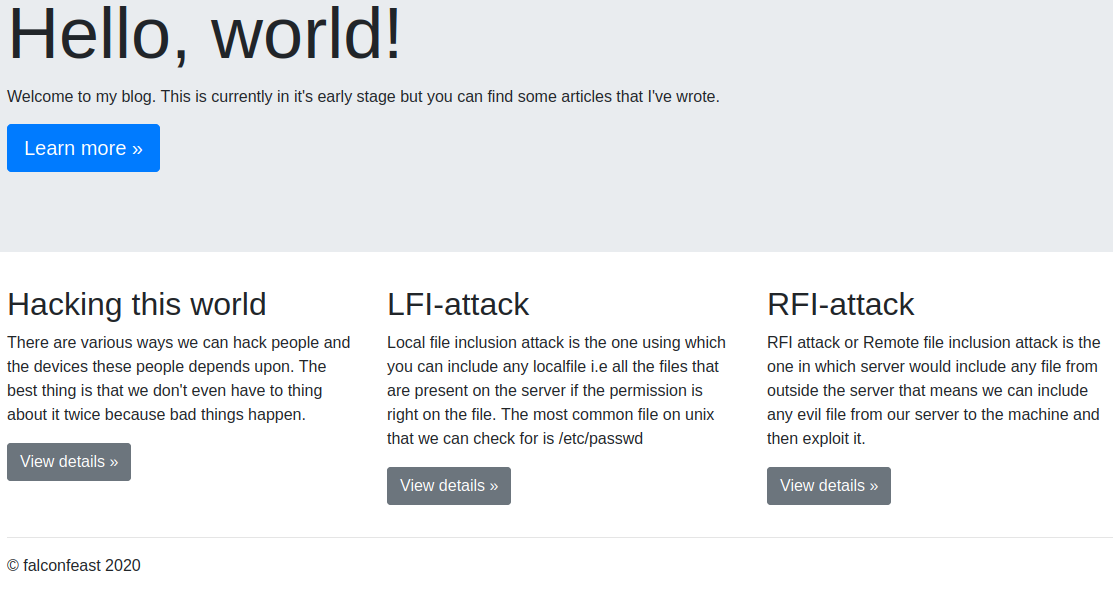 Hello, world!
Welcome to my blog. This is currently in it's early stage but you can find some articles that I've wrote.
Learn more »
Hacking this world
There are various ways we can hack people and
the devices these people depends upon. The
best thing is that we don't even have to thing
about it twice because bad things happen.
View details »
LFI-attack
Local file inclusion attack is the one using which
you can include any localfile i.e all the files that
are present on the server if the permission is
right on the file. The most common file on unix
that we can check for is /etc/passwd
View details »
RFI-attack
RFI attack or Remote file inclusion attack is the
one in which server would include any file from
outside the server that means we can include
any evil file from our server to the machine and
then exploit it.
View details »
© falconfeast 2020